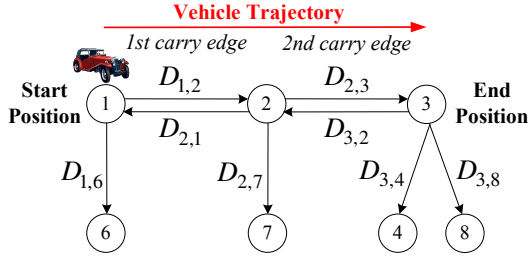 Vehicle Trajectory
1st carry edge 2nd carry edge
Start Position
End Position
1 D1,2 2 D2,3 3
D2,1 D3,2
D1,6 D2,7 D3,4 D3,8
6 7 4 8